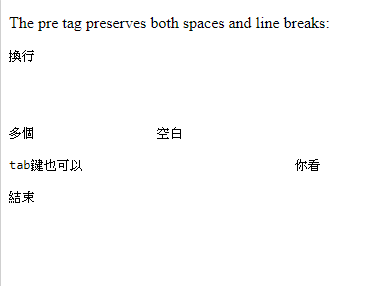 The pre tag preserves both spaces and line breaks:
換行
多個                空白
tab鍵也可以                            你看
結束